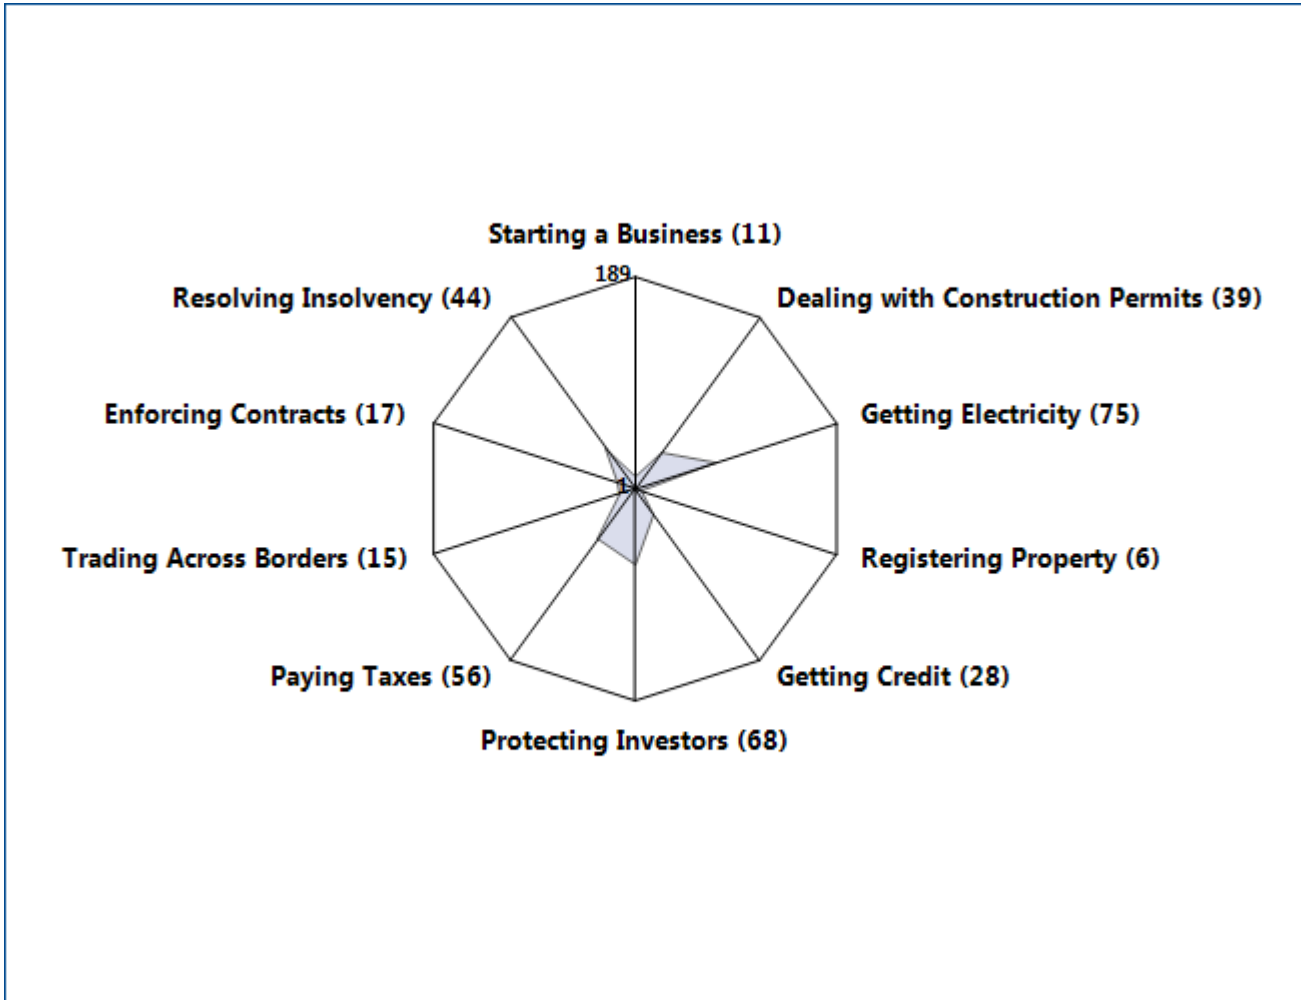 Starting a Business (11)
189
Resolving Insolvency (44)
Dealing with Construction Permits (39)
Enforcing Contracts (17)
Getting Electricity (75)
1
Trading Across Borders (15)
Registering Property (6)
Paying Taxes (56)
Getting Credit (28)
Protecting Investors (68)